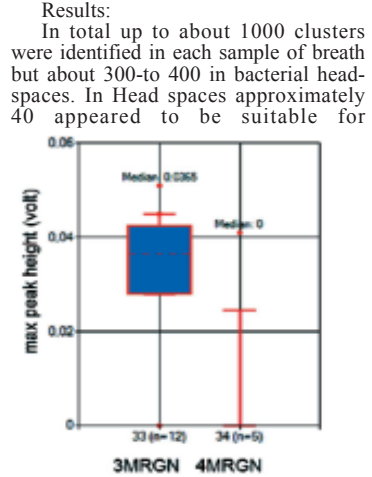 Results:
In total up to about 1000 clusters
were identified in each sample of breath
but about 300-to 400 in bacterial head-
spaces. In Head spaces approximately
40 appeared to be suitable for
0,06
Median: 0,0365
Median: 0
0,04
max peak height (volt)
0,02
0
33 (n=12) 34 (n=5)
3MRGN 4MRGN